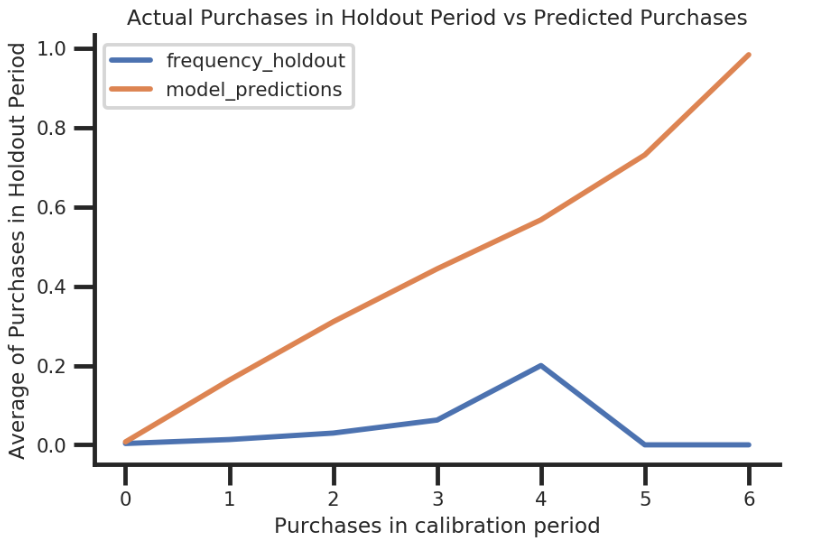 Actual Purchases in Holdout Period vs Predicted Purchases
frequency_holdout
model_predictions
Average of Purchases in Holdout Period
1.0
0.8
0.6
0.4
0.2
0.0
0 1 2 3 4 5 6
Purchases in calibration period